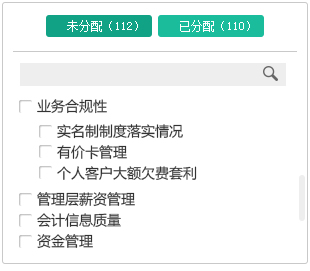 未分配（112） 已分配（110）
业务合规性
实名制制度落实情况
有价卡管理
个人客户大额欠费套利
管理层薪资管理
会计信息质量
资金管理